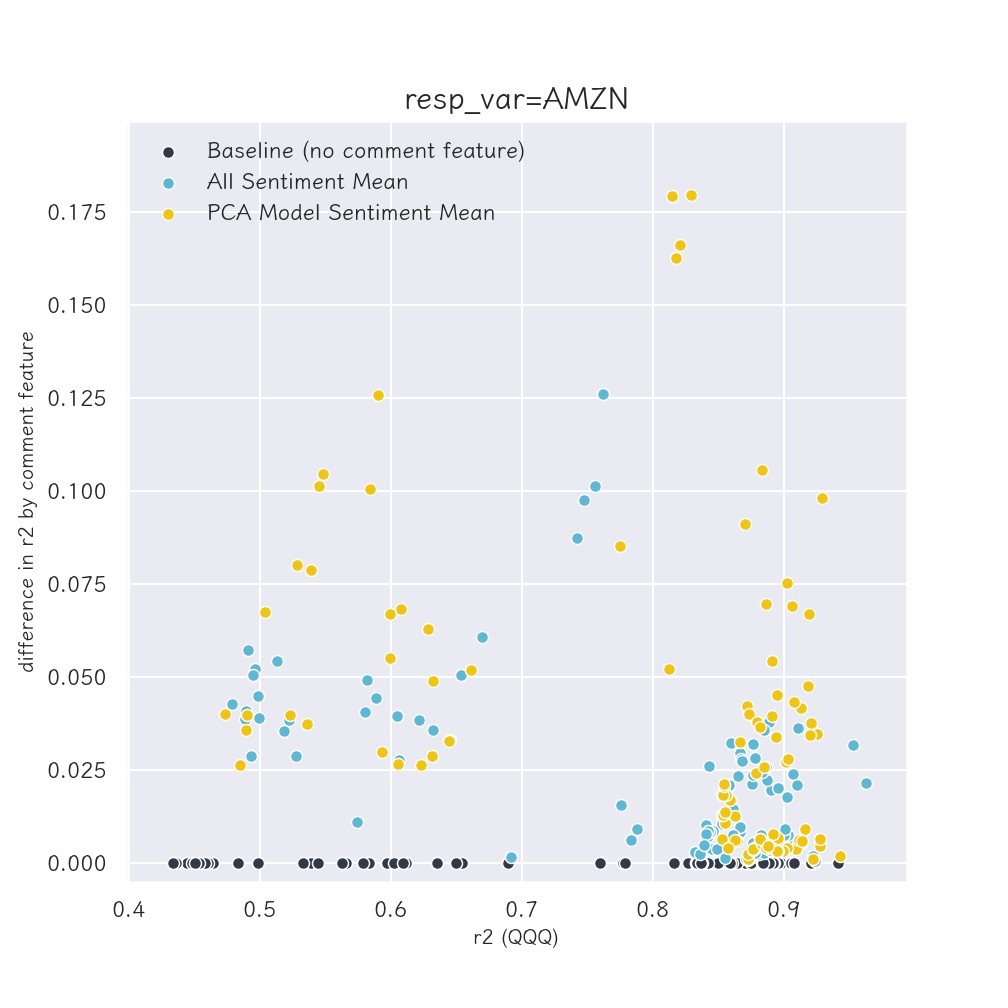 resp_var=AMZN
Baseline (no comment feature)
All Sentiment Mean
PCA Model Sentiment Mean
difference in r2 by comment feature
0.175
0.150
0.125
0.100
0.075
0.050
0.025
0.000
0.4 0.5 0.6 0.7 0.8 0.9
r2 (QQQ)